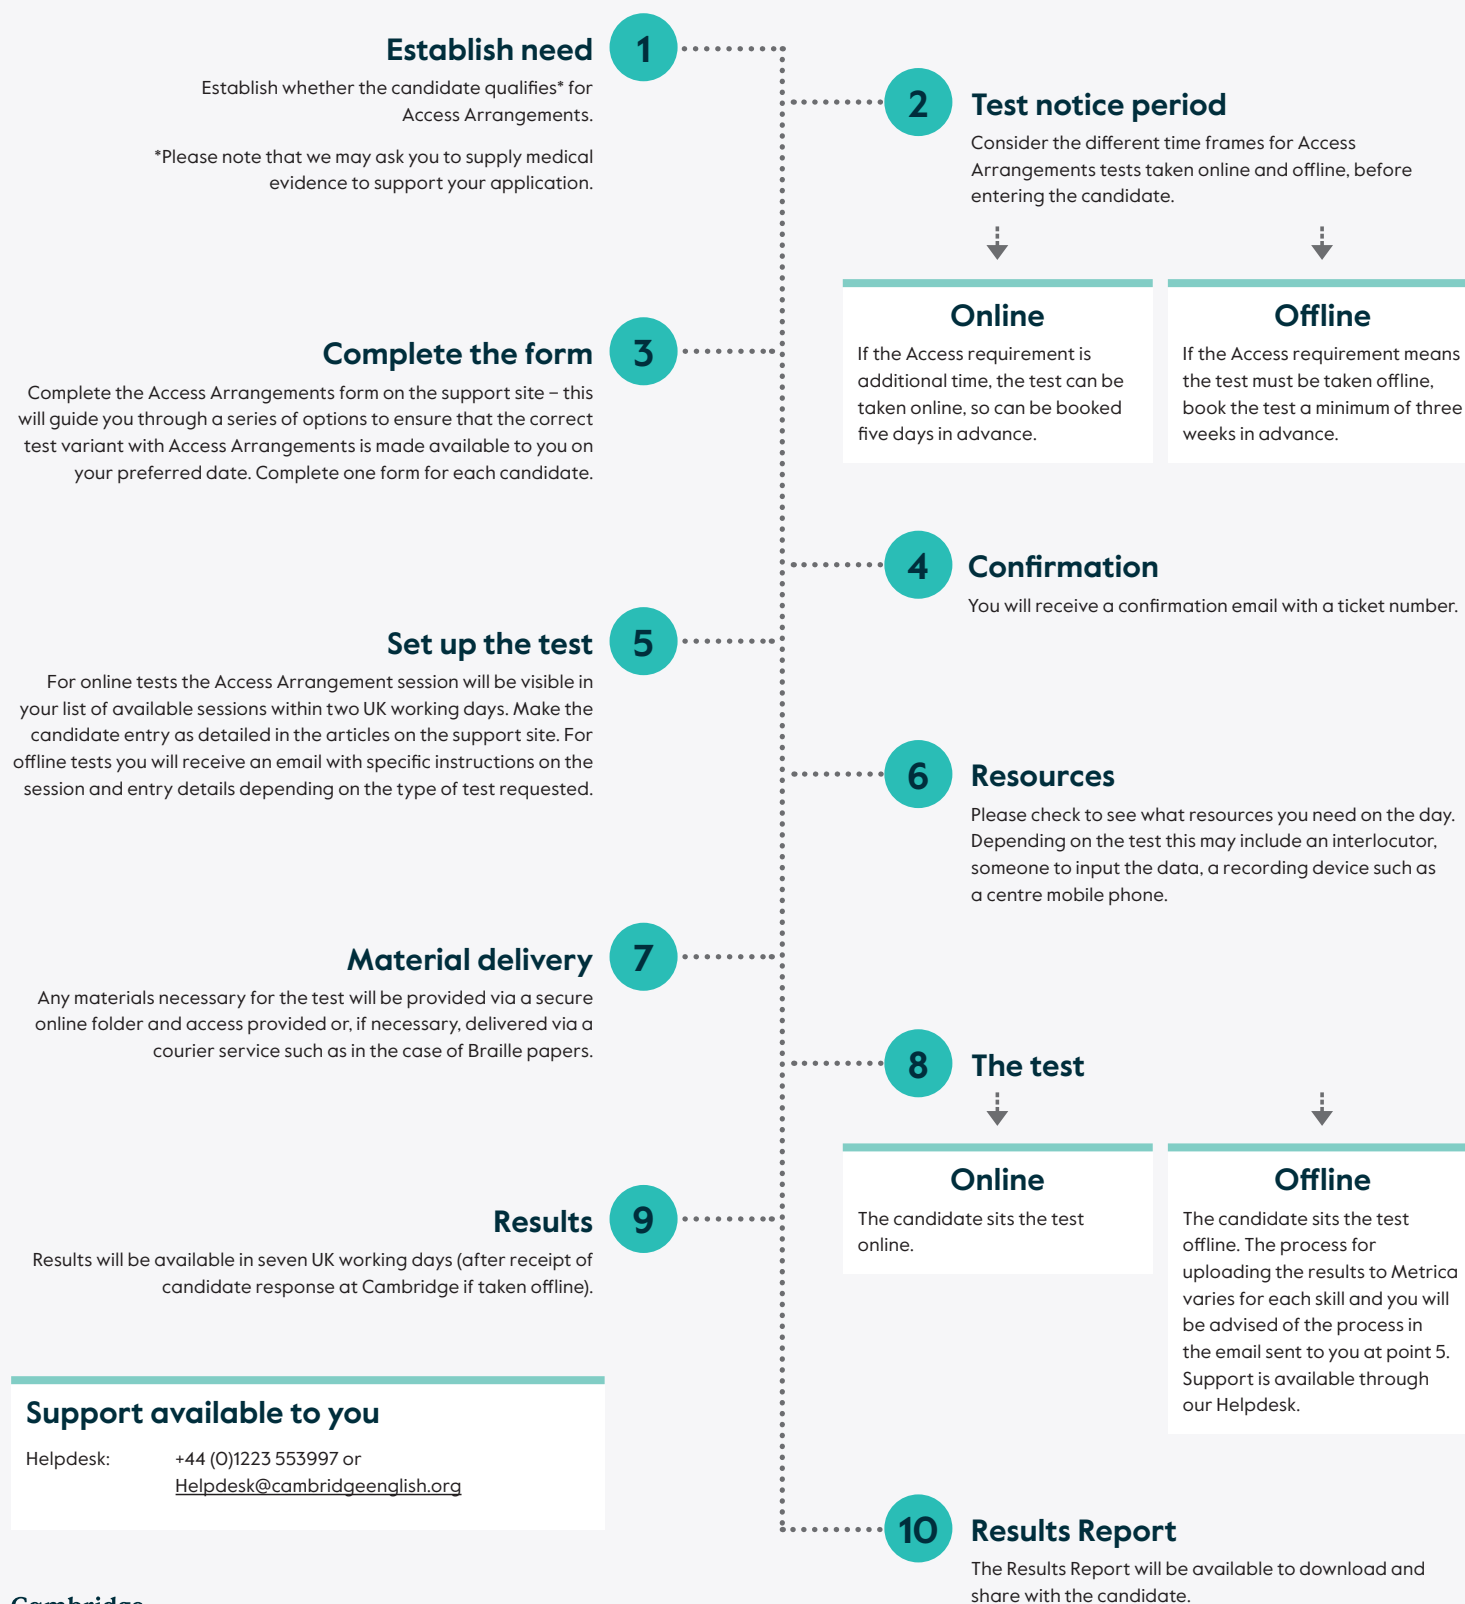 Establish need
1
Establish whether the candidate qualifies* for
Access Arrangements.
*Please note that we may ask you to supply medical
evidence to support your application.
2
Test notice period
Consider the different time frames for Access
Arrangements tests taken online and offline, before
entering the candidate.
Online
If the Access requirement is
additional time, the test can be
taken online, so can be booked
five days in advance.
Offline
If the Access requirement means
the test must be taken offline,
book the test a minimum of three
weeks in advance.
Complete the form
3
Complete the Access Arrangements form on the support site – this
will guide you through a series of options to ensure that the correct
test variant with Access Arrangements is made available to you on
your preferred date. Complete one form for each candidate.
4
Confirmation
You will receive a confirmation email with a ticket number.
Set up the test
5
For online tests the Access Arrangement session will be visible in
your list of available sessions within two UK working days. Make the
candidate entry as detailed in the articles on the support site. For
offline tests you will receive an email with specific instructions on the
session and entry details depending on the type of test requested.
6
Resources
Please check to see what resources you need on the day.
Depending on the test this may include an interlocutor,
someone to input the data, a recording device such as
a centre mobile phone.
Material delivery
7
Any materials necessary for the test will be provided via a secure
online folder and access provided or, if necessary, delivered via a
courier service such as in the case of Braille papers.
8
The test
Online
The candidate sits the test
online.
Offline
The candidate sits the test
offline. The process for
uploading the results to Metrica
varies for each skill and you will
be advised of the process in
the email sent to you at point 5.
Support is available through
our Helpdesk.
Results
9
Results will be available in seven UK working days (after receipt of
candidate response at Cambridge if taken offline).
Support available to you
Helpdesk: +44 (0)1223 553997 or
Helpdesk@cambridgeenglish.org
10
Results Report
The Results Report will be available to download and
share with the candidate.
Cambridge